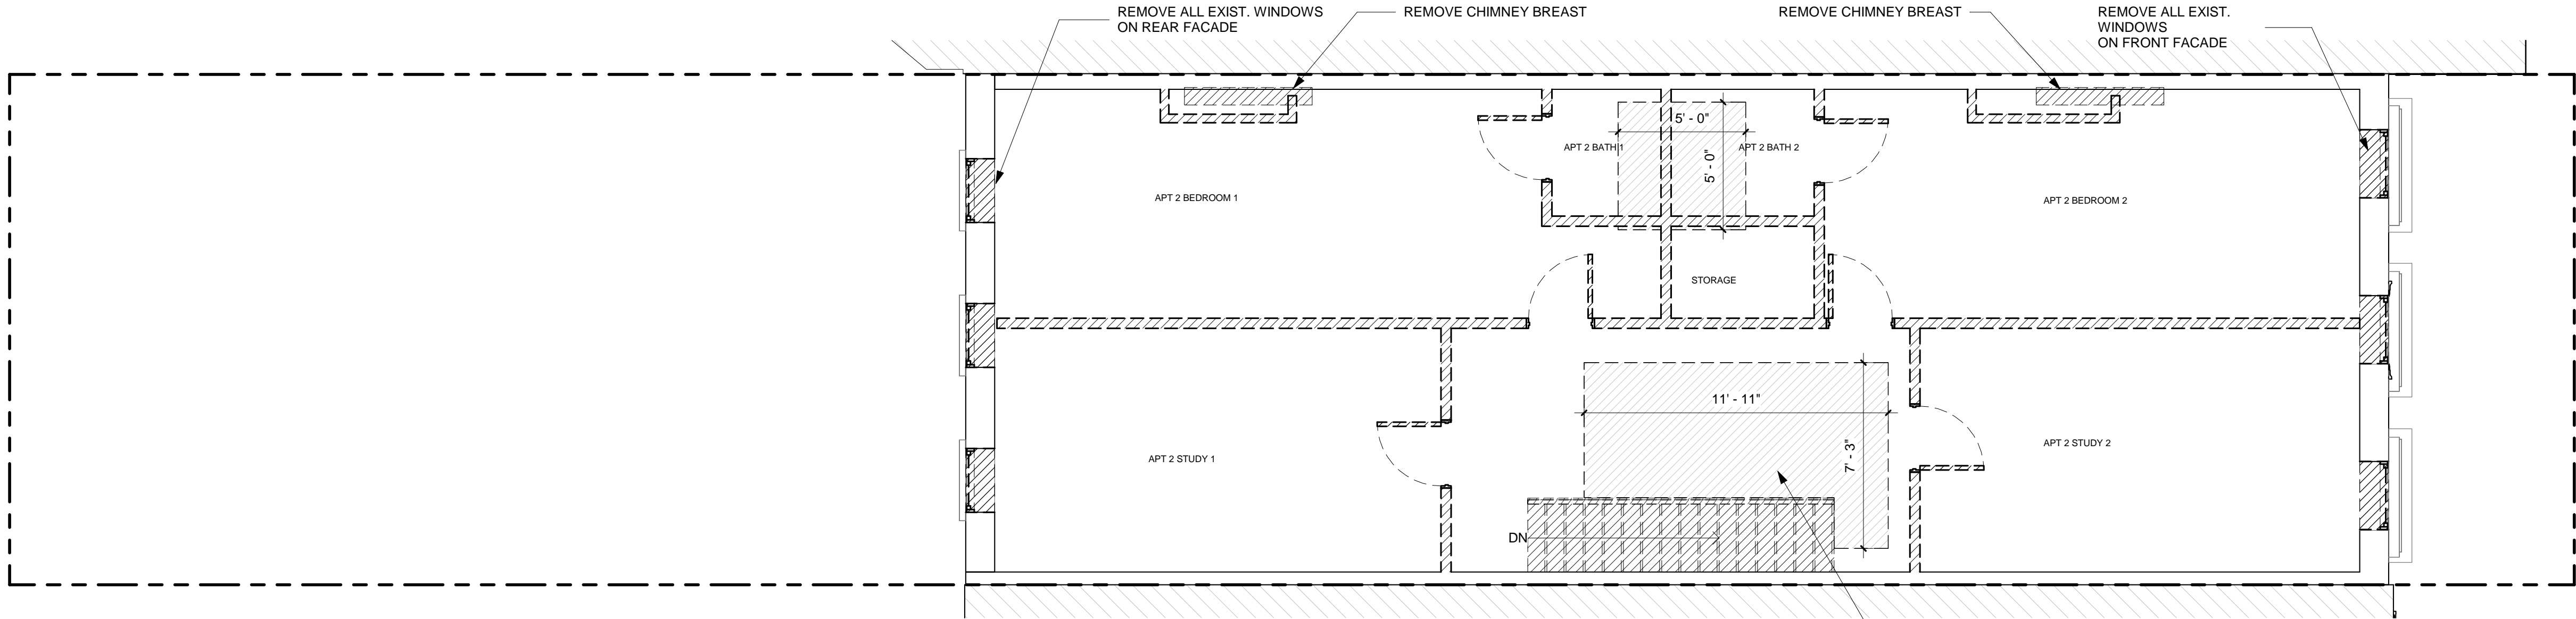 REMOVE ALL EXIST. WINDOWS
ON REAR FACADE
REMOVE CHIMNEY BREAST
REMOVE CHIMNEY BREAST
REMOVE ALL EXIST.
WINDOWS
ON FRONT FACADE
5' - 0"
APT 2 BATH 1
APT 2 BATH 2
5' - 0"
APT 2 BEDROOM 1
APT 2 BEDROOM 2
STORAGE
11' - 11"
7' - 3"
APT 2 STUDY 1
APT 2 STUDY 2
DN